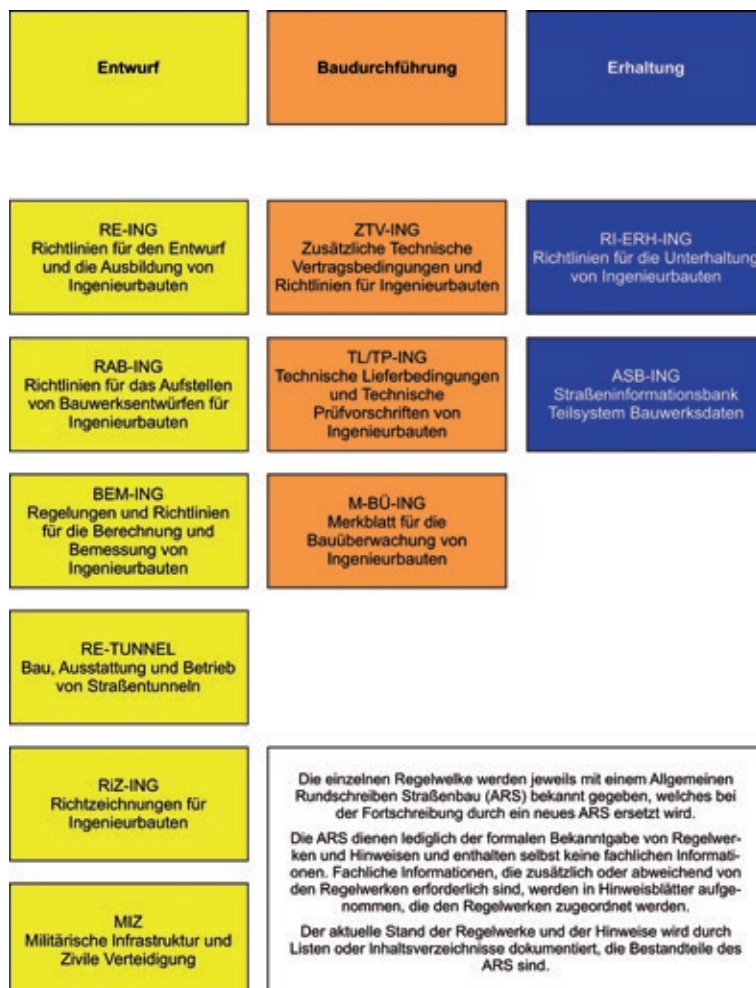 Entwurf
Baudurchführung
Erhaltung
RE-ING
Richtlinien für den Entwurf
und die Ausbildung von
Ingenieurbauten
ZTV-ING
Zusätzliche Technische
Vertragsbedingungen und
Richtlinien für Ingenieurbauten
RI-ERH-ING
Richtlinien für die Unterhaltung
von Ingenieurbauten
RAB-ING
Richtlinien für das Aufstellen
von Bauwerksentwürfen für
Ingenieurbauten
TL/TP-ING
Technische Lieferbedingungen
und Technische
Prüfvorschriften von
Ingenieurbauten
ASB-ING
Straßeninformationsbank
Teilsystem Bauwerksdaten
BEM-ING
Regelungen und Richtlinien
für die Berechnung und
Bemessung von
Ingenieurbauten
M-BÜ-ING
Merkblatt für die
Bauüberwachung von
Ingenieurbauten
RE-TUNNEL
Bau, Ausstattung und Betrieb
von Straßentunneln
RiZ-ING
Richtzeichnungen für
Ingenieurbauten
MIZ
Militärische Infrastruktur und
Zivile Verteidigung
Die einzelnen Regelwelke werden jeweils mit einem Allgemeinen
Rundschreiben Straßenbau (ARS) bekannt gegeben, welches bei
der Fortschreibung durch ein neues ARS ersetzt wird.
Die ARS dienen lediglich der formalen Bekanntgabe von Regelwer-
ken und Hinweisen und enthalten selbst keine fachlichen Informati-
onen. Fachliche Informationen, die zusätzlich oder abweichend von
den Regelwerken erforderlich sind, werden in Hinweisblätter aufge-
nommen, die den Regelwerken zugeordnet werden.
Der aktuelle Stand der Regelwerke und der Hinweise wird durch
Listen oder Inhaltsverzeichnisse dokumentiert, die Bestandteile des
ARS sind.